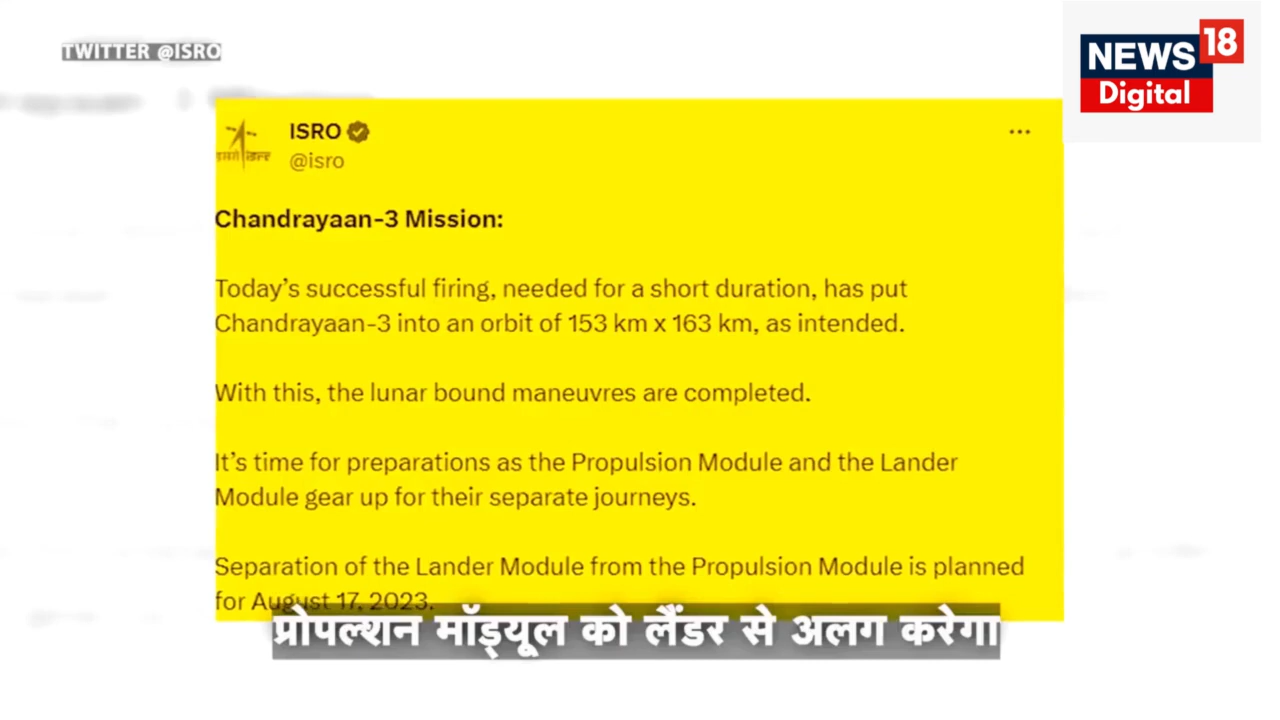 TWITTER @ISRO
NEWS 18
Digital
ISRO
@isro
Chandrayaan-3 Mission:
Today's successful firing, needed for a short duration, has put
Chandrayaan-3 into an orbit of 153 km x 163 km, as intended.
With this, the lunar bound maneuvres are completed.
It's time for preparations as the Propulsion Module and the Lander
Module gear up for their separate journeys.
Separation of the Lander Module from the Propulsion Module is planned
for August 17, 2023.
प्रोपल्शन मॉड्यूल को लैंडर से अलग करेगा